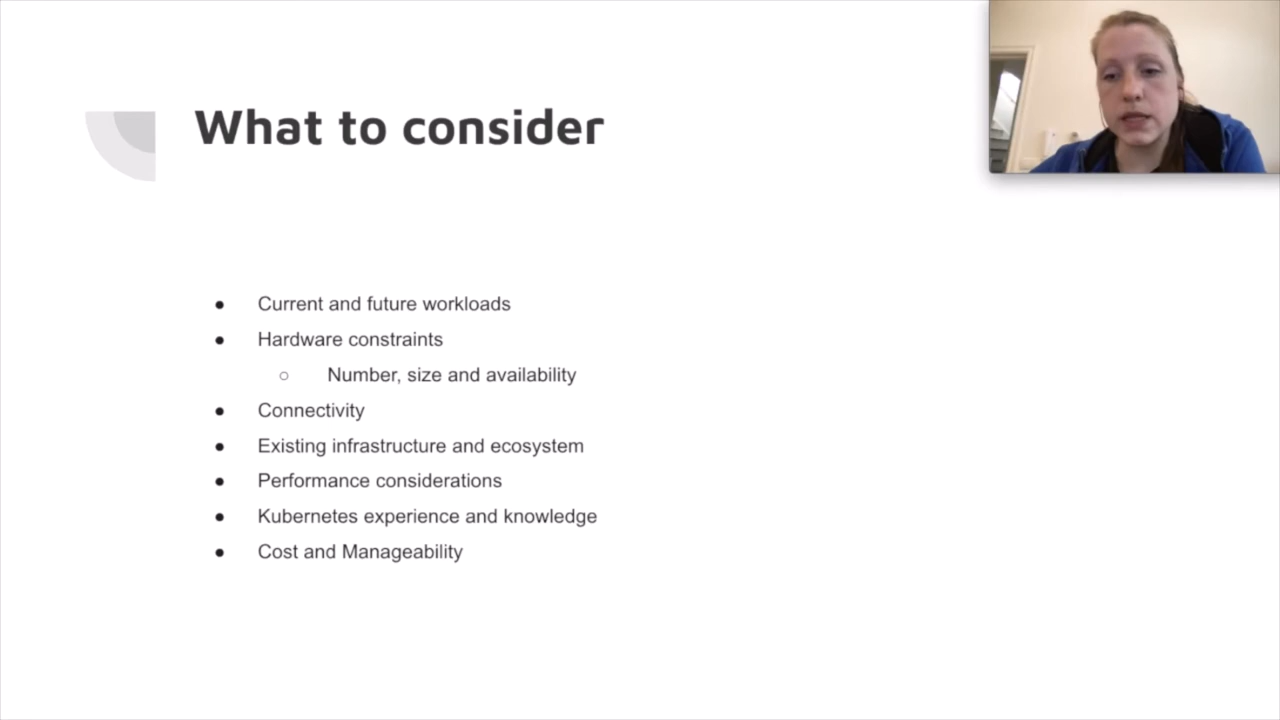 What to consider
● Current and future workloads
● Hardware constraints
○ Number, size and availability
● Connectivity
● Existing infrastructure and ecosystem
● Performance considerations
● Kubernetes experience and knowledge
● Cost and Manageability